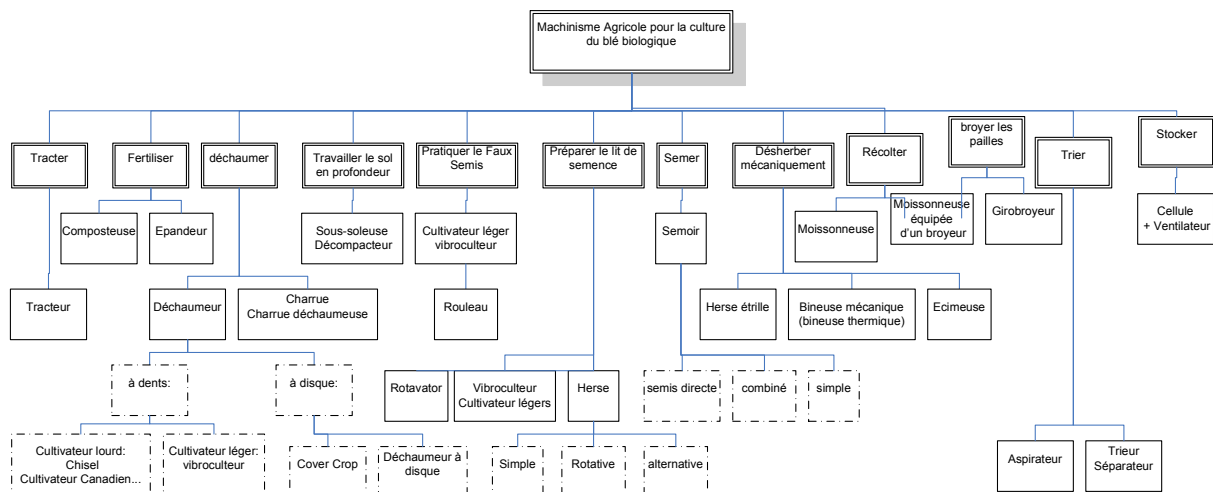 Machinisme Agricole pour la culture
du blé biologique
Tracter
Fertiliser
déchaumer
Travailler le sol
en profondeur
Pratiquer le Faux
Semis
Préparer le lit de
semence
Semer
Désherber
mécaniquement
Récolter
broyer les
pailles
Trier
Stocker
Composteuse
Epandeur
Sous-soleuse
Décompacteur
Cultivateur léger
vibroculteur
Semoir
Moissonneuse
Moissonneuse
équipée
d'un broyeur
Girobroyeur
Cellule
+ Ventilateur
Tracteur
Déchaumeur
Charrue
Charrue déchaumeuse
Rouleau
Herse étrille
Bineuse mécanique
(bineuse thermique)
Ecimeuse
à dents:
à disque:
Rotavator
Vibroculteur
Cultivateur légers
Herse
semis directe
combiné
simple
Cultivateur lourd:
Chisel
Cultivateur Canadien...
Cultivateur léger:
vibroculteur
Cover Crop
Déchaumeur à
disque
Simple
Rotative
alternative
Aspirateur
Trieur
Séparateur